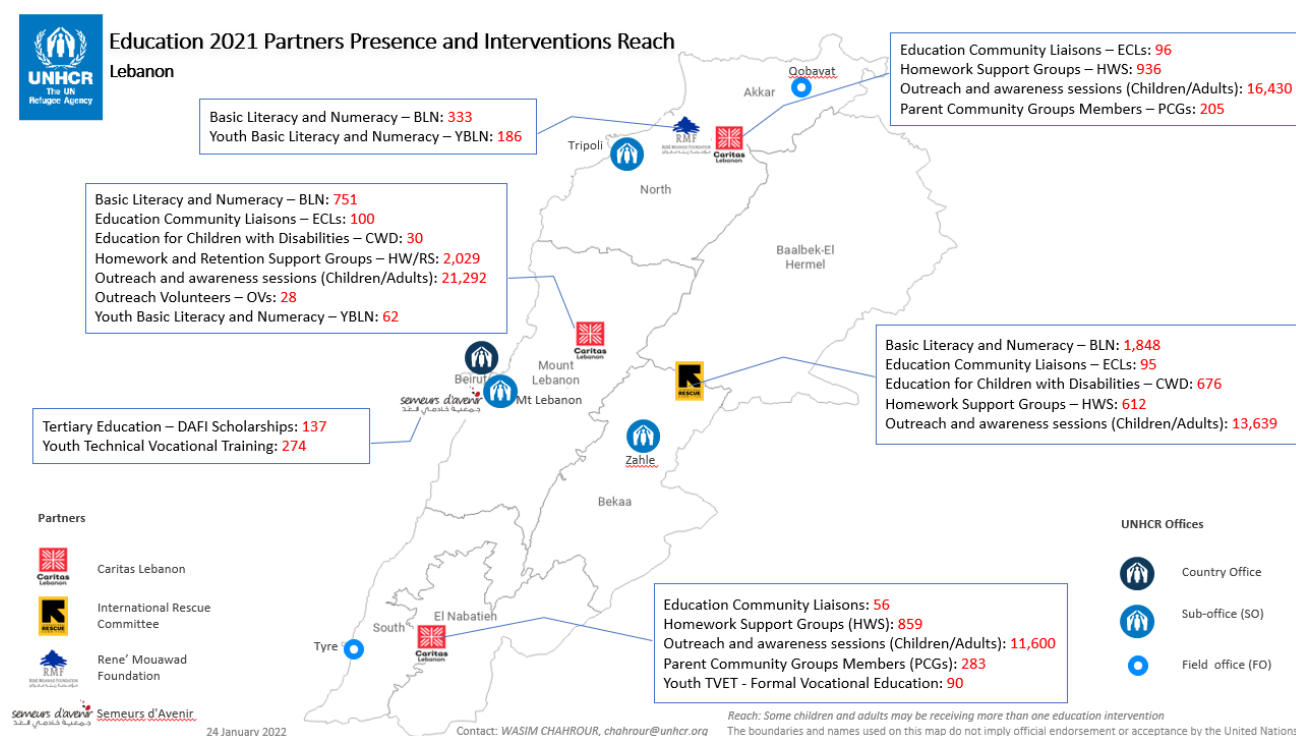 Education 2021 Partners Presence and Interventions Reach
Lebanon
UNHCR
The UN
Refugee Agency
Education Community Liaisons – ECLs: 96
Homework Support Groups – HWS: 936
Outreach and awareness sessions (Children/Adults): 16,430
Parent Community Groups Members – PCGs: 205
Basic Literacy and Numeracy – BLN: 333
Youth Basic Literacy and Numeracy – YBLN: 186
Qobayat
Akkar
Tripoli
RMF
Caritas
Lebanon
North
Basic Literacy and Numeracy – BLN: 751
Education Community Liaisons – ECLs: 100
Education for Children with Disabilities – CWD: 30
Homework and Retention Support Groups – HW/RS: 2,029
Outreach and awareness sessions (Children/Adults): 21,292
Outreach Volunteers – OVs: 28
Youth Basic Literacy and Numeracy – YBLN: 62
Baalbek-El
Hermel
Caritas
Lebanon
Mount
Lebanon
Beirut
Mt Lebanon
semeurs d'avenir
جمعية خادمي الغد
RESCUE
Basic Literacy and Numeracy – BLN: 1,848
Education Community Liaisons – ECLs: 95
Education for Children with Disabilities – CWD: 676
Homework Support Groups – HWS: 612
Outreach and awareness sessions (Children/Adults): 13,639
Tertiary Education – DAFI Scholarships: 137
Youth Technical Vocational Training: 274
Zahle
Bekaa
Partners
Caritas
Lebanon
Caritas Lebanon
RESCUE
International Rescue
Committee
RMF
RENÉ MOAWAD FOUNDATION
Rene' Mouawad
Foundation
semeurs d'avenir
جمعية خادمي الغد
Semeurs d'Avenir
El Nabatieh
South
Tyre
Caritas
Lebanon
Education Community Liaisons: 56
Homework Support Groups (HWS): 859
Outreach and awareness sessions (Children/Adults): 11,600
Parent Community Groups Members (PCGs): 283
Youth TVET - Formal Vocational Education: 90
UNHCR Offices
Country Office
Sub-office (SO)
Field office (FO)
24 January 2022
Contact: WASIM CHAHROUR, chahrour@unhcr.org
Reach: Some children and adults may be receiving more than one education intervention
The boundaries and names used on this map do not imply official endorsement or acceptance by the United Nations